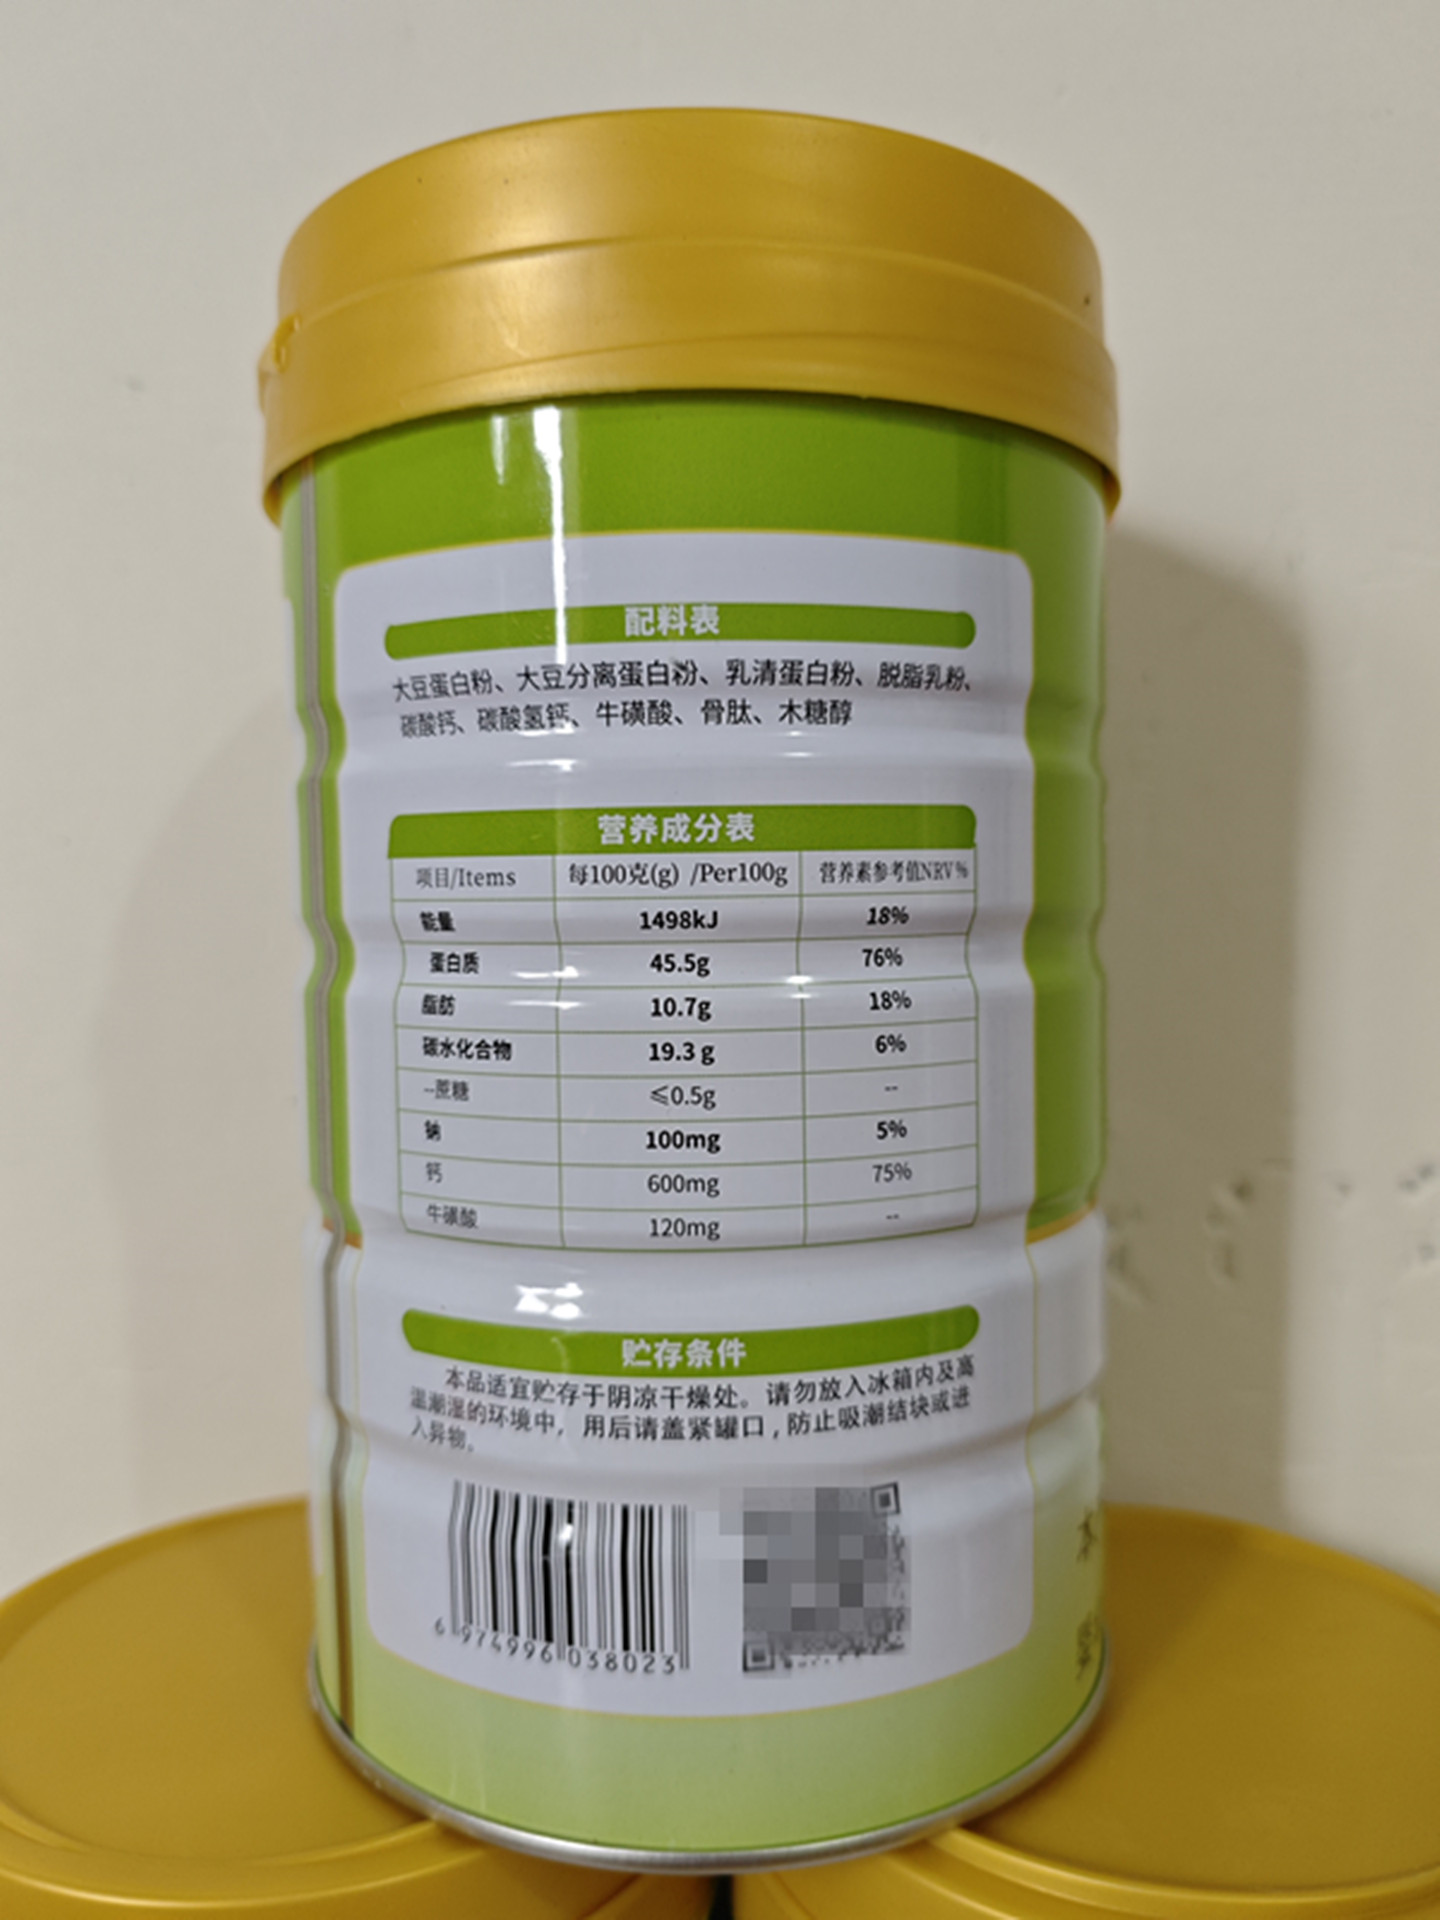 配料表
大豆蛋白粉、大豆分离蛋白粉、乳清蛋白粉、脱脂乳粉、
碳酸钙、碳酸氢钙、牛磺酸、骨肽、木糖醇
营养成分表
项目/Items 每100克(g) /Per100g 营养素参考值NRV%
能量 1498kJ 18%
蛋白质 45.5g 76%
脂肪 10.7g 18%
碳水化合物 19.3 g 6%
--蔗糖 ≤0.5g --
钠 100mg 5%
钙 600mg 75%
牛磺酸 120mg --
贮存条件
本品适宜贮存于阴凉干燥处。请勿放入冰箱内及高
温潮湿的环境中，用后请盖紧罐口，防止吸潮结块或进
入异物。
6 974996 038023
本